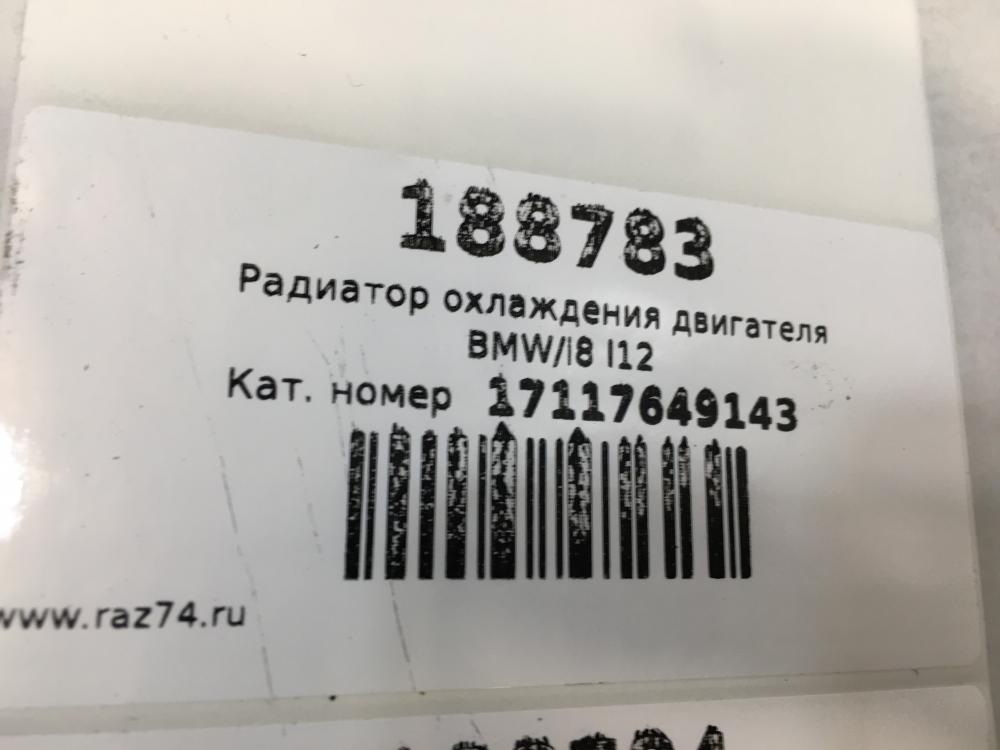 188783
Радиатор охлаждения двигателя
BMW/i8 I12
Кат. номер 17117649143
www.raz74.ru